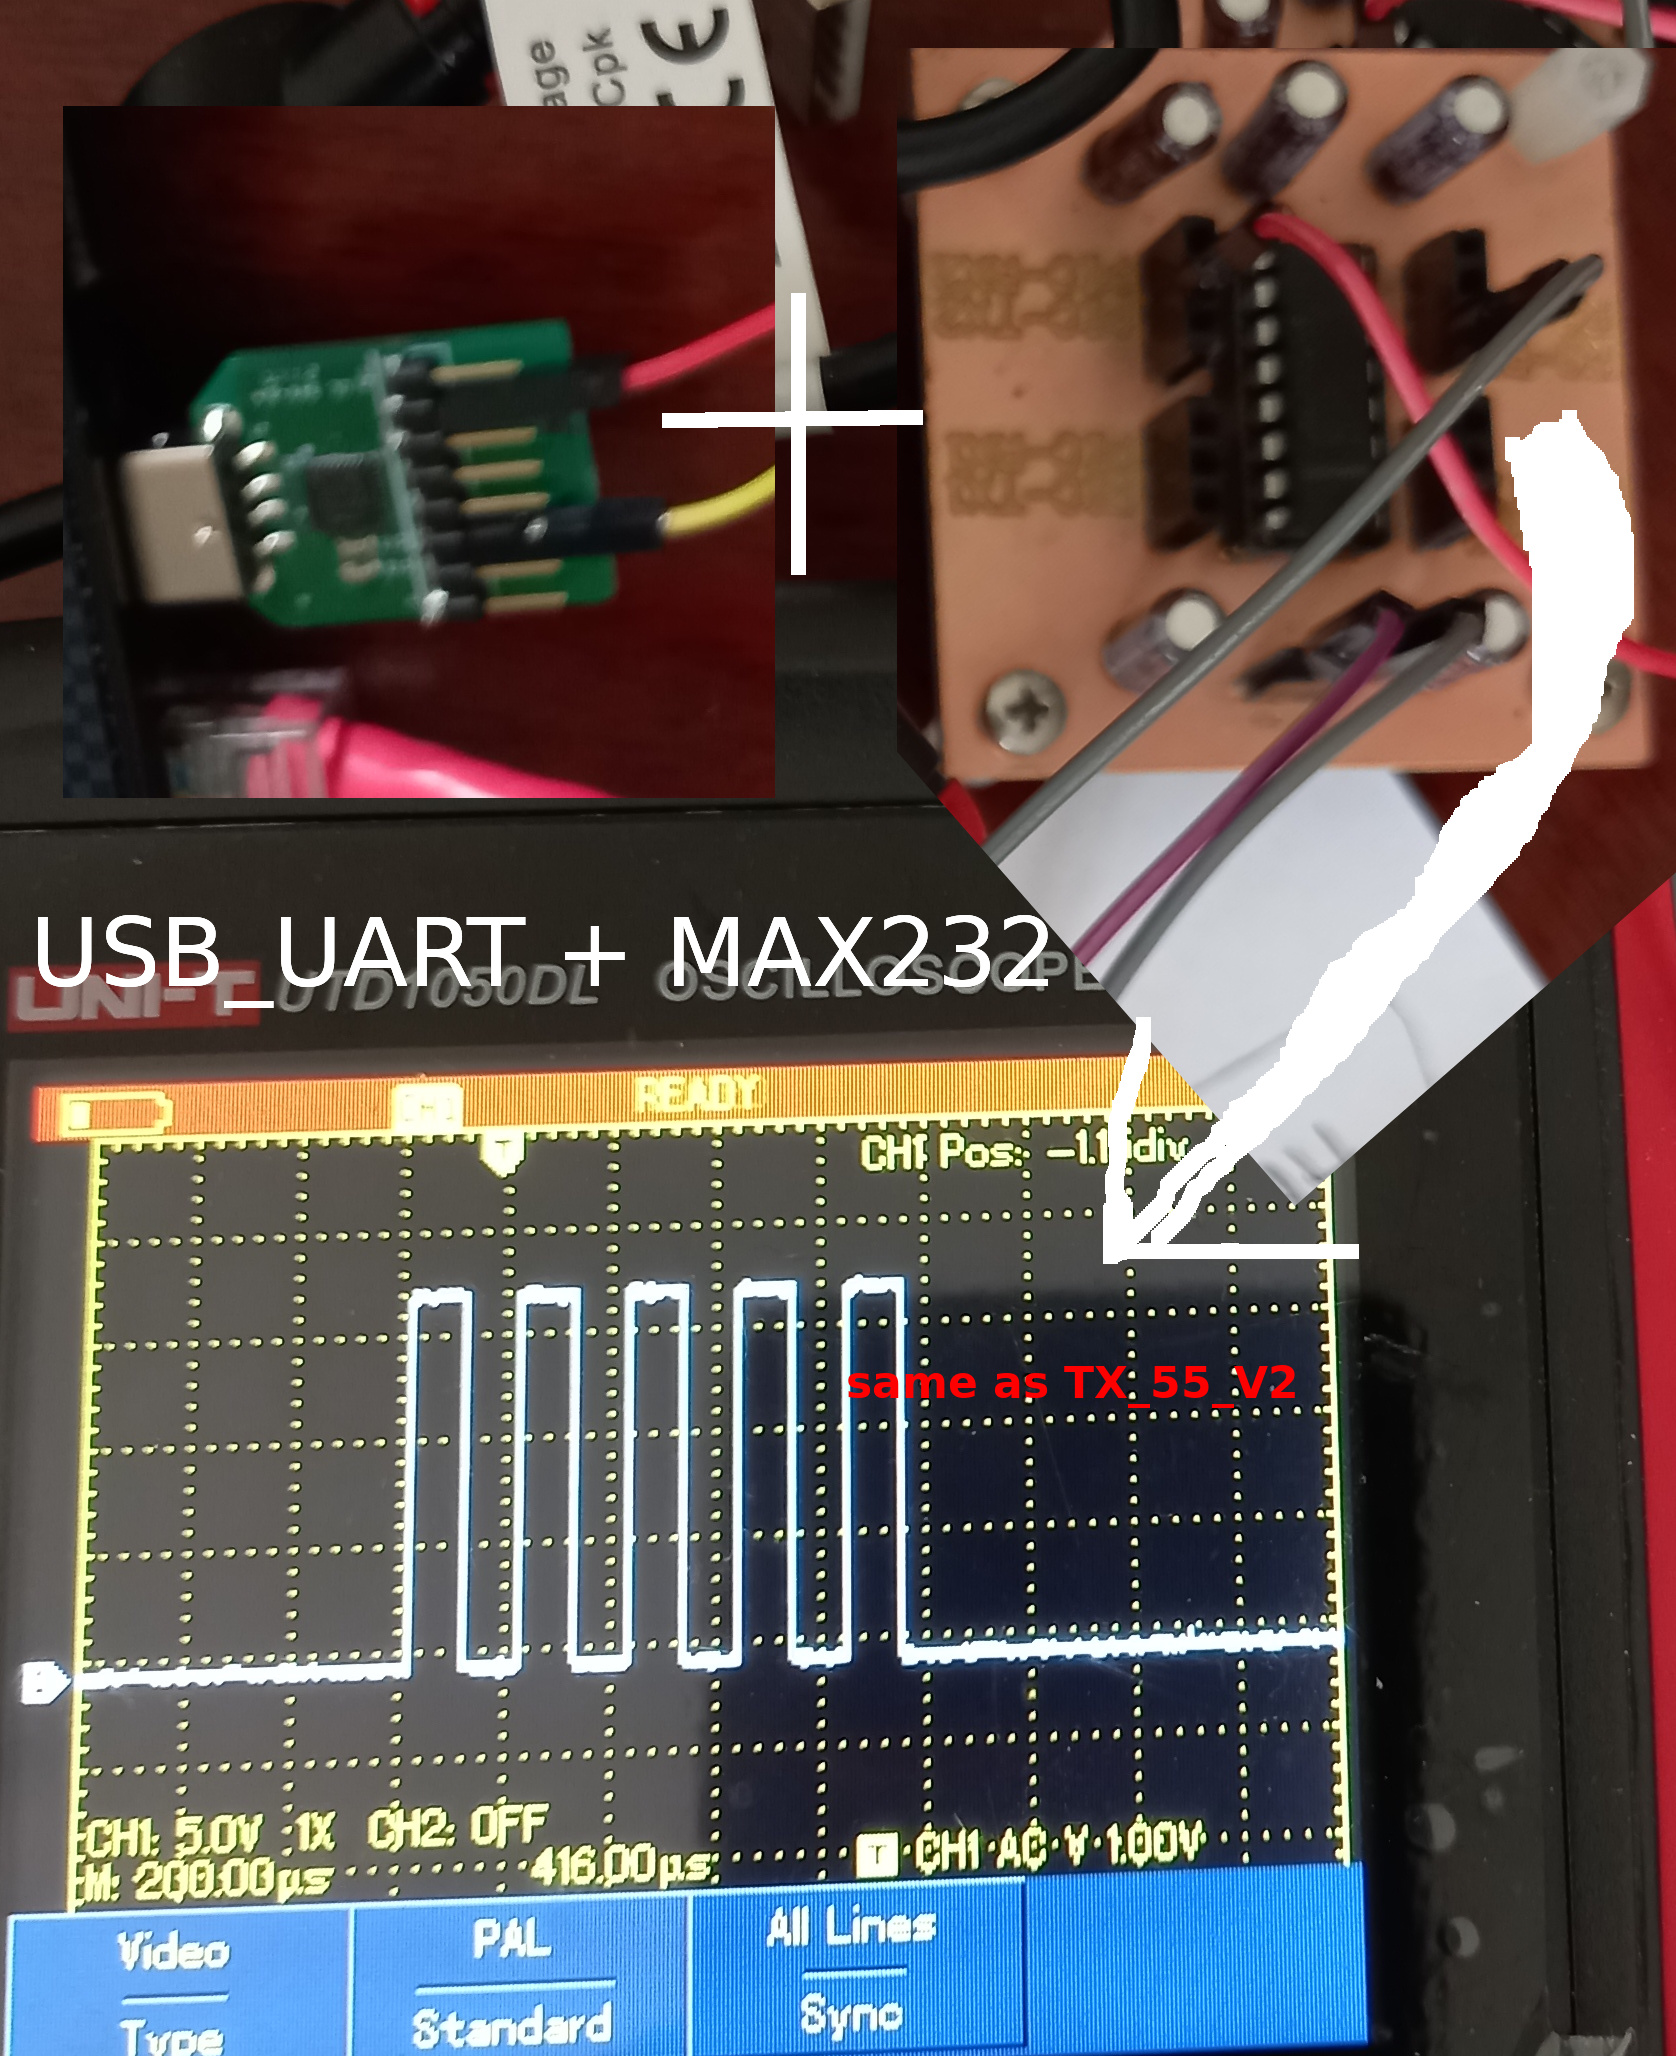 age
Cpk
CE
USB_UART + MAX232
UNI-T UTD1050DL OSCILLOSCOPE
READY
T
CH1 Pos: -1.1 div
same as TX_55_V2
CH1: 5.0V 1X CH2: OFF
M: 200.00µs 416.00µs T CH1 AC V 1.00V
Video PAL All Lines
Type Standard Sync